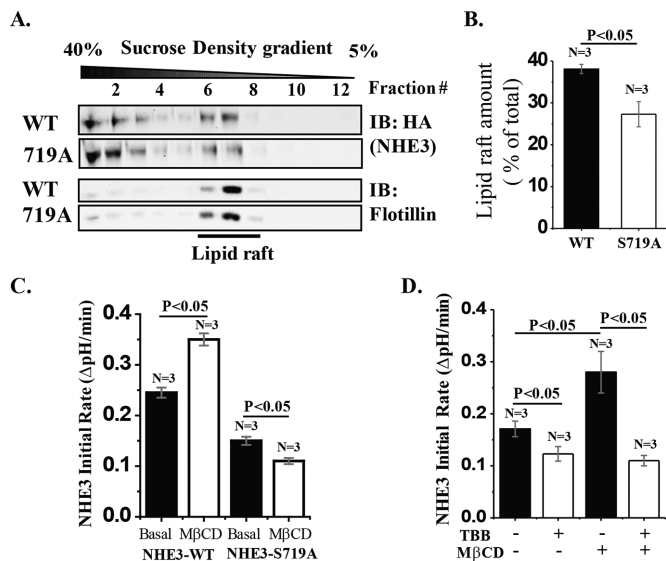 A.
40% Sucrose Density gradient 5%
2 4 6 8 10 12 Fraction #
WT IB: HA
719A (NHE3)
WT IB:
719A Flotillin
Lipid raft
B.
P<0.05
N=3
N=3
Lipid raft amount
( % of total)
40
30
20
10
0
WT S719A
C.
NHE3 Initial Rate (ΔpH/min)
0.4
0.3
0.2
0.1
0.0
P<0.05
N=3
N=3
P<0.05
N=3
N=3
Basal MβCD Basal MβCD
NHE3-WT NHE3-S719A
D.
NHE3 Initial Rate (ΔpH/min)
0.4
0.3
0.2
0.1
0.0
P<0.05 P<0.05
N=3
P<0.05
N=3
N=3
N=3
TBB - + - +
MβCD - - + +